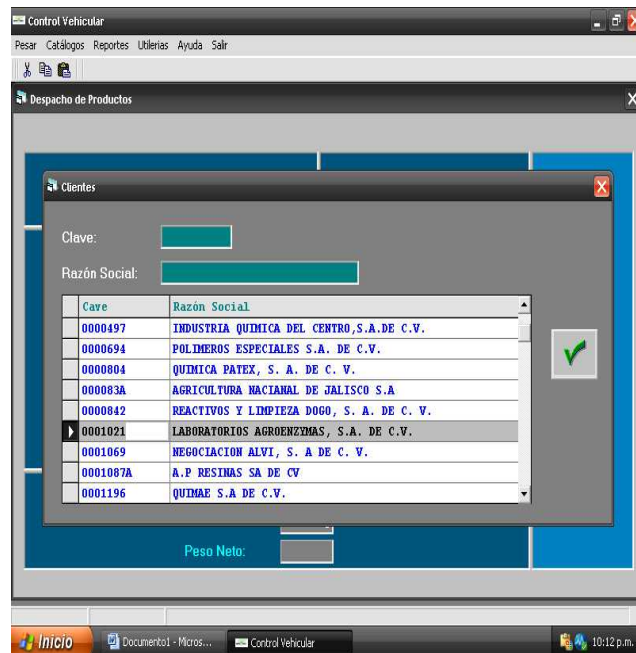 Control Vehicular
Pesar Catálogos Reportes Utilerias Ayuda Salir
Despacho de Productos
Clientes
Clave:
Razón Social:
Cave Razón Social
0000497 INDUSTRIA QUIMICA DEL CENTRO,S.A.DE C.V.
0000694 POLIMEROS ESPECIALES S.A. DE C.V.
0000804 QUIMICA PATEX, S. A. DE C. V.
000083A AGRICULTURA NACIANAL DE JALISCO S.A
0000842 REACTIVOS Y LIMPIEZA DOGO, S. A. DE C. V.
0001021 LABORATORIOS AGROENZYMAS, S.A. DE C.V.
0001069 NEGOCIACION ALVI, S. A DE C. V.
0001087A A.P RESINAS SA DE CV
0001196 QUIMAE S.A DE C.V.
Peso Neto:
Inicio Documento1 - Micros... Control Vehicular 10:12 p.m.